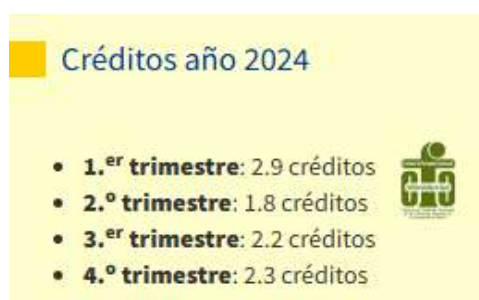 Créditos año 2024
1.er trimestre: 2.9 créditos
2.º trimestre: 1.8 créditos
3.er trimestre: 2.2 créditos
4.º trimestre: 2.3 créditos